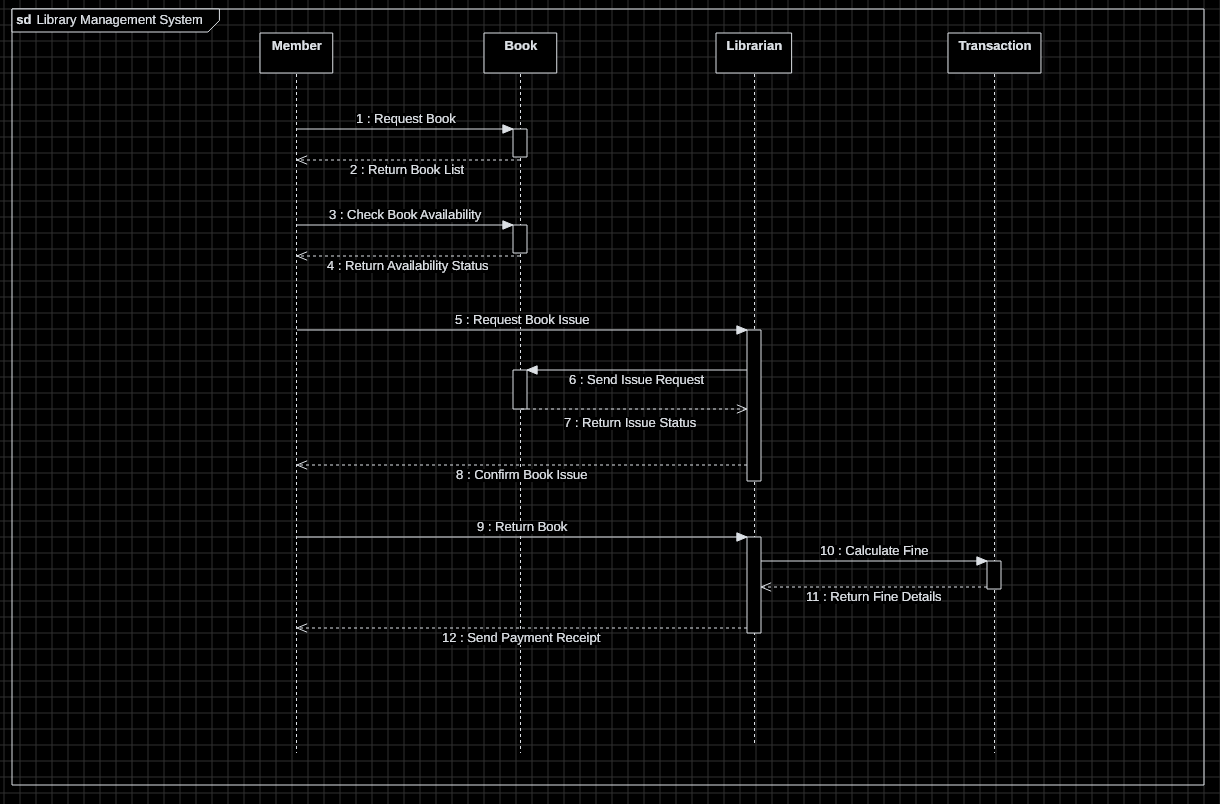 sd Library Management System
Member
Book
Librarian
Transaction
1 : Request Book
2 : Return Book List
3 : Check Book Availability
4 : Return Availability Status
5 : Request Book Issue
6 : Send Issue Request
7 : Return Issue Status
8 : Confirm Book Issue
9 : Return Book
10 : Calculate Fine
11 : Return Fine Details
12 : Send Payment Receipt